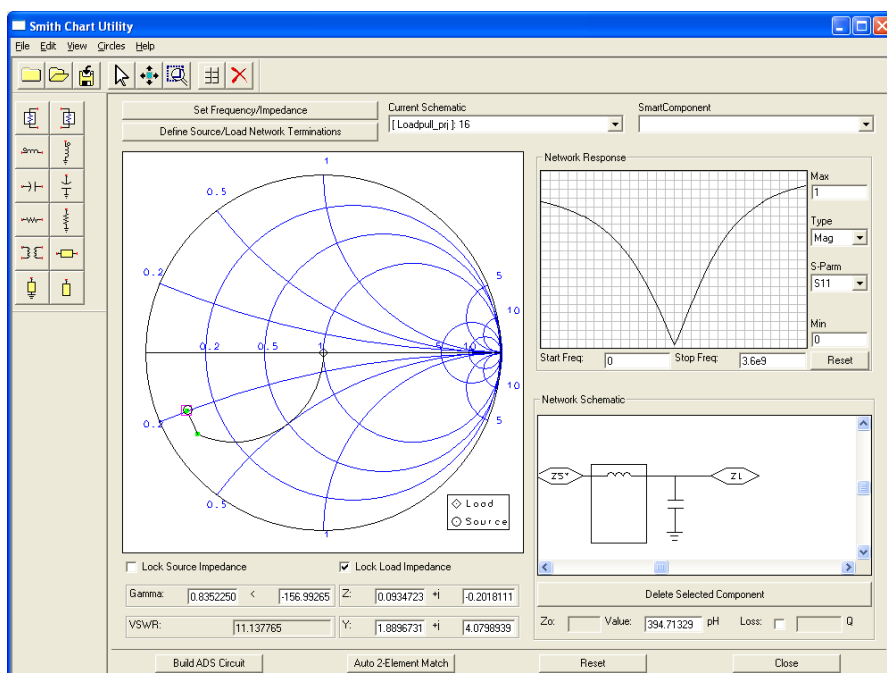 Smith Chart Utility
File Edit View Circles Help
Set Frequency/Impedance
Define Source/Load Network Terminations
Current Schematic
[ Loadpull_prj ]: 16
SmartComponent
1
0.5
0.2
5
10
0.2 0.5 1 5 10
10
5
0.2
0.5
1
Load
Source
Network Response
Max
1
Type
Mag
S-Parm
S11
Min
0
Start Freq: 0 Stop Freq: 3.6e9 Reset
Network Schematic
ZS* ZL
Lock Source Impedance Lock Load Impedance
Gamma: 0.8352250 < -156.99265 Z: 0.0934723 +j -0.2018111
VSWR: 11.137765 Y: 1.8896731 +j 4.0798939
Delete Selected Component
Zo: Value: 394.71329 pH Loss: Q
Build ADS Circuit Auto 2-Element Match Reset Close